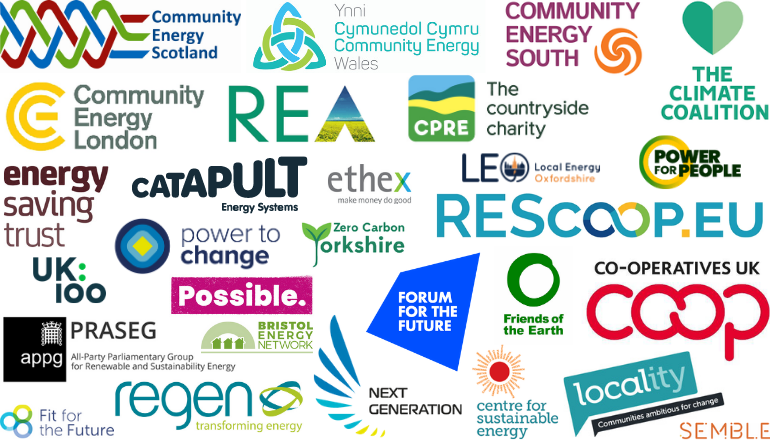 Community
Energy
Scotland
Ynni
Cymunedol Cymru
Community Energy
Wales
COMMUNITY
ENERGY
SOUTH
THE
CLIMATE
COALITION
Community
Energy
London
REA
CPRE
The
countryside
charity
energy
saving
trust
CATAPULT
Energy Systems
ethex
make money do good
LEO
Local Energy
Oxfordshire
POWER
FOR PEOPLE
power to
change
Zero Carbon
Yorkshire
RESCOOP.EU
UK:
100
Possible.
FORUM
FOR THE
FUTURE
Friends of
the Earth
CO-OPERATIVES UK
coop
appg
PRASEG
All-Party Parliamentary Group
for Renewable and Sustainability Energy
BRISTOL
ENERGY
NETWORK
Fit for
the Future
regen
transforming energy
NEXT
GENERATION
centre for
sustainable
energy
locality
Communities ambitious for change
SEMBLE